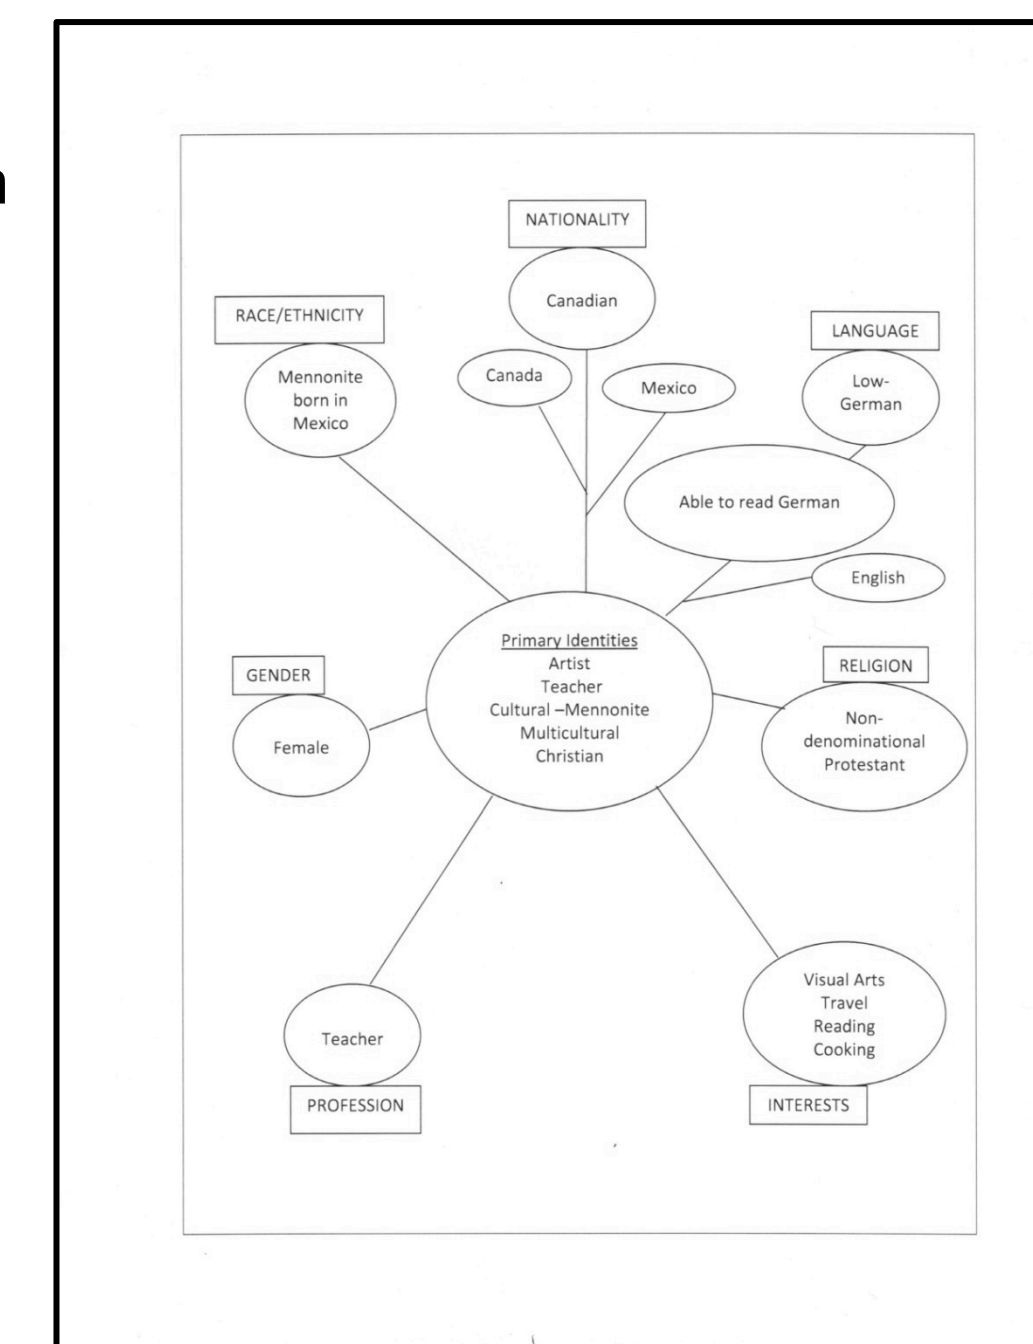 NATIONALITY
Canadian
RACE/ETHNICITY
Mennonite
born in
Mexico
Canada
Mexico
LANGUAGE
Low-
German
Able to read German
English
Primary Identities
Artist
Teacher
Cultural –Mennonite
Multicultural
Christian
GENDER
Female
RELIGION
Non-
denominational
Protestant
Teacher
PROFESSION
Visual Arts
Travel
Reading
Cooking
INTERESTS